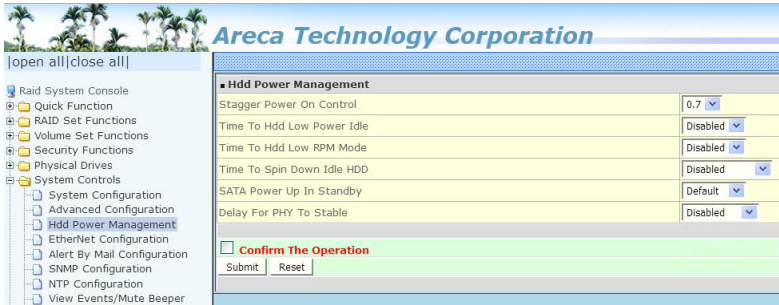 Areca Technology Corporation
|open all|close all|
Raid System Console
Quick Function
RAID Set Functions
Volume Set Functions
Security Functions
Physical Drives
System Controls
System Configuration
Advanced Configuration
Hdd Power Management
EtherNet Configuration
Alert By Mail Configuration
SNMP Configuration
NTP Configuration
View Events/Mute Beeper
Hdd Power Management
Stagger Power On Control 0.7
Time To Hdd Low Power Idle Disabled
Time To Hdd Low RPM Mode Disabled
Time To Spin Down Idle HDD Disabled
SATA Power Up In Standby Default
Delay For PHY To Stable Disabled
Confirm The Operation
Submit Reset